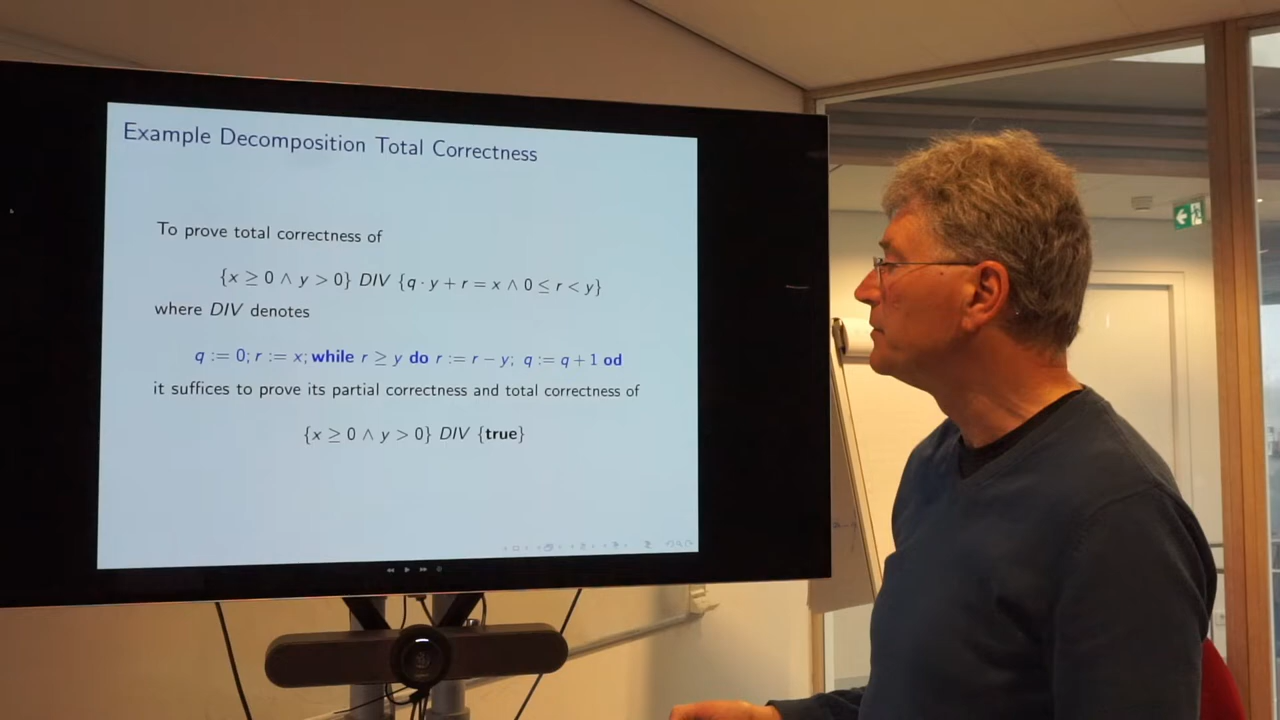 Example Decomposition Total Correctness
To prove total correctness of
{x ≥ 0 ∧ y > 0} DIV {q · y + r = x ∧ 0 ≤ r < y}
where DIV denotes
q := 0; r := x; while r ≥ y do r := r − y; q := q + 1 od
it suffices to prove its partial correctness and total correctness of
{x ≥ 0 ∧ y > 0} DIV {true}